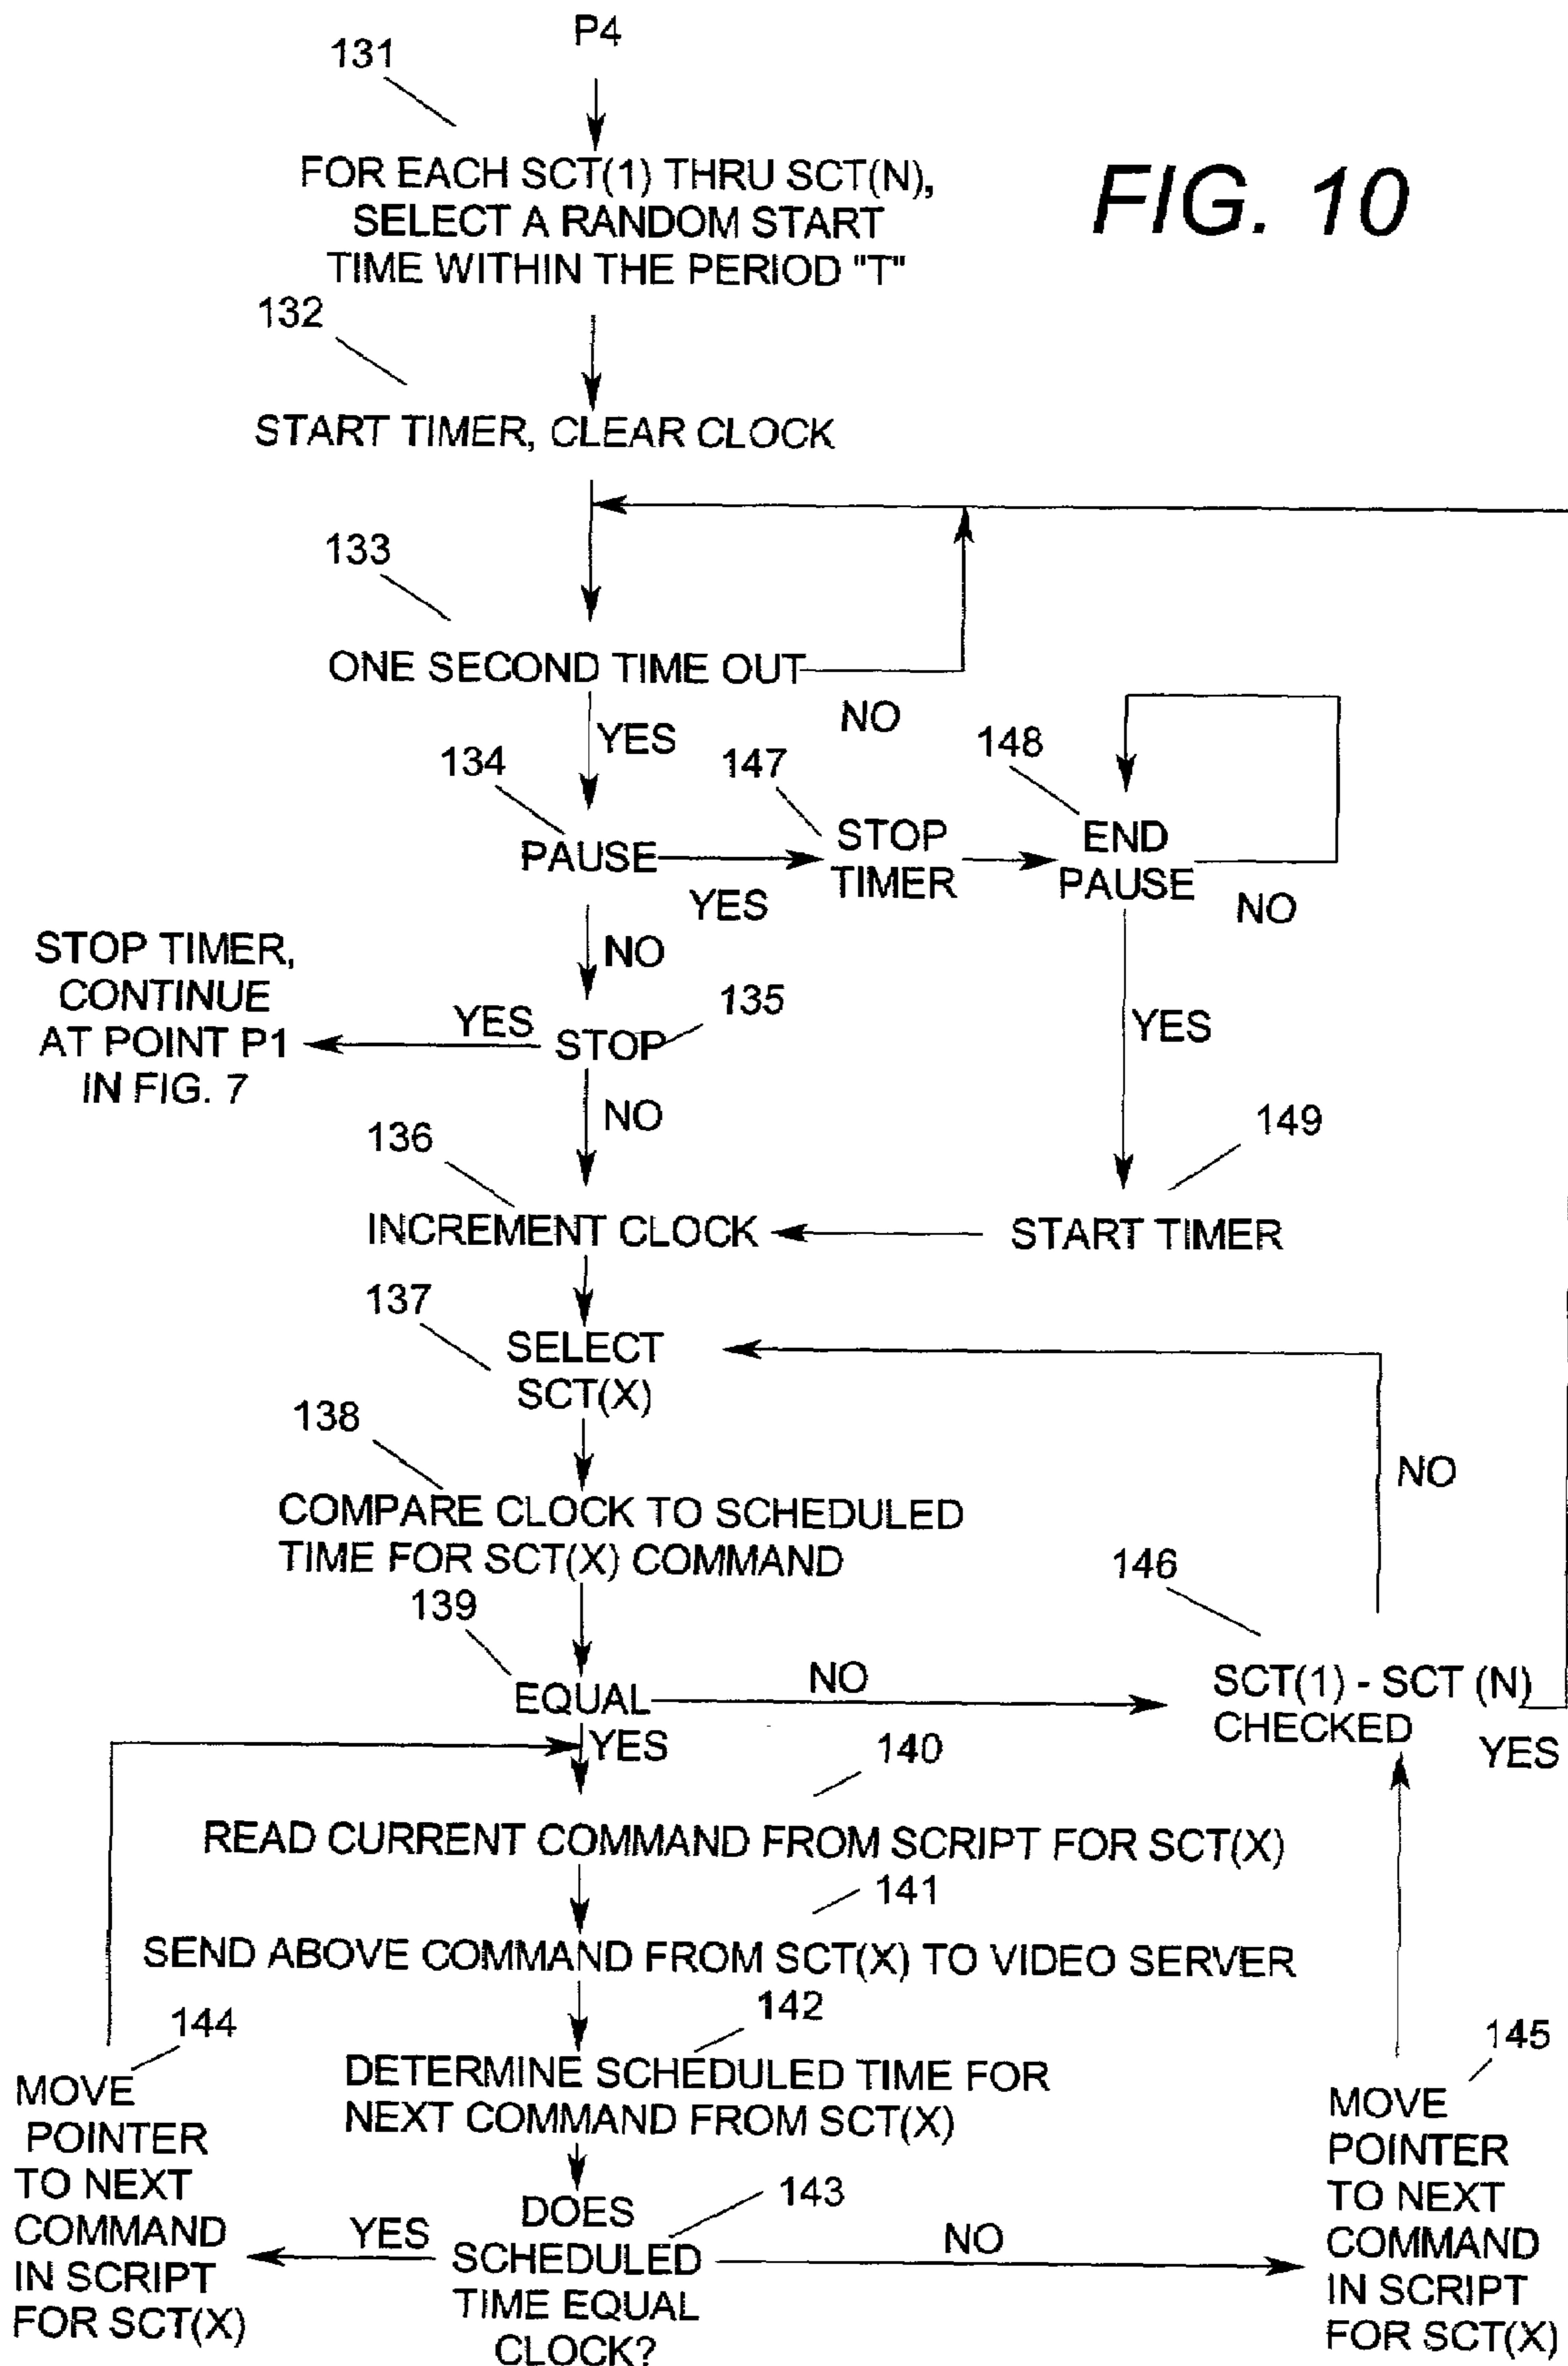 P4
131
FOR EACH SCT(1) THRU SCT(N),
SELECT A RANDOM START
TIME WITHIN THE PERIOD "T"
FIG. 10
132
START TIMER, CLEAR CLOCK
133
ONE SECOND TIME OUT
NO
YES
134
PAUSE
YES
147
STOP
TIMER
148
END
PAUSE
NO
NO
YES
STOP TIMER,
CONTINUE
AT POINT P1
IN FIG. 7
YES
STOP
135
NO
136
INCREMENT CLOCK
149
START TIMER
137
SELECT
SCT(X)
NO
138
COMPARE CLOCK TO SCHEDULED
TIME FOR SCT(X) COMMAND
139
EQUAL
NO
YES
146
SCT(1) - SCT (N)
CHECKED
YES
140
READ CURRENT COMMAND FROM SCRIPT FOR SCT(X)
141
SEND ABOVE COMMAND FROM SCT(X) TO VIDEO SERVER
142
DETERMINE SCHEDULED TIME FOR
NEXT COMMAND FROM SCT(X)
143
DOES
SCHEDULED
TIME EQUAL
CLOCK?
YES
NO
144
MOVE
POINTER
TO NEXT
COMMAND
IN SCRIPT
FOR SCT(X)
145
MOVE
POINTER
TO NEXT
COMMAND
IN SCRIPT
FOR SCT(X)